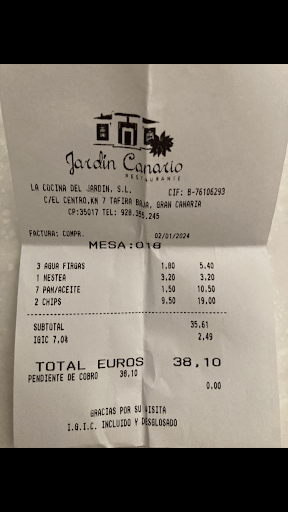 Jardín Canario
RESTAURANTE
LA COCINA DEL JARDIN, S.L. CIF: B-76106293
C/EL CENTRO,KN 7 TAFIRA BAJA, GRAN CANARIA
CP:35017 TEL: 928.355.245
FACTURA: COMPR. 02/01/2024
MESA:018
3 AGUA FIRGAS 1,80 5.40
1 NESTEA 3,20 3.20
7 PAN/ACEITE 1,50 10.50
2 CHIPS 9.50 19.00
SUBTOTAL 35.61
IGIC 7.0% 2,49
TOTAL EUROS 38,10
PENDIENTE DE COBRO 38,10
0.00
GRACIAS POR SU VISITA
I.G.I.C. INCLUIDO Y DESGLOSADO